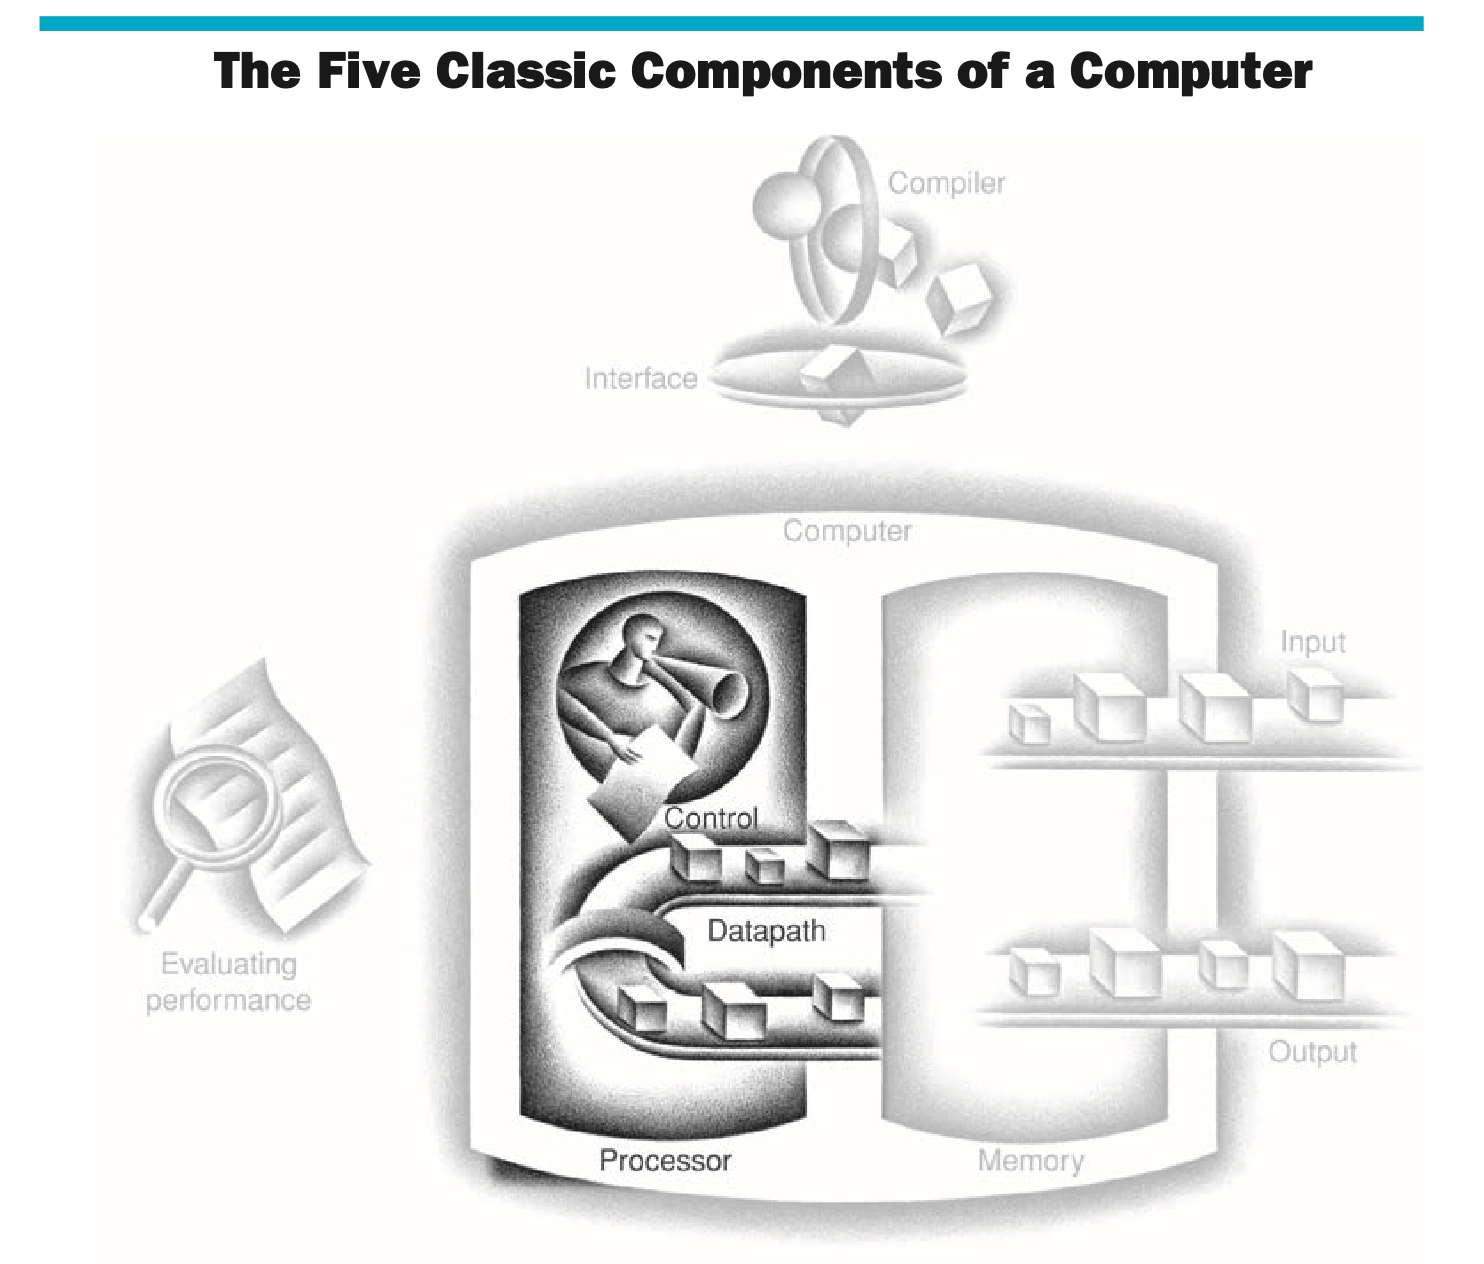 The Five Classic Components of a Computer
Compiler
Interface
Computer
Input
Control
Datapath
Evaluating
performance
Output
Processor
Memory